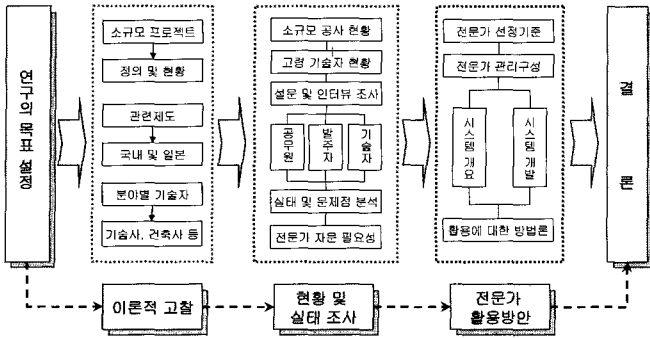 연구의 목표 설정
소규모 프로젝트
정의 및 현황
관련제도
국내 및 일본
분야별 기술자
기술사, 건축사 등
소규모 공사 현황
고령 기술자 현황
설문 및 인터뷰 조사
공무원
발주자
기술자
실태 및 문제점 분석
전문가 자문 필요성
전문가 선정기준
전문가 관리구성
시스템 개요
시스템 개발
활용에 대한 방법론
결론
이론적 고찰
현황 및
실태 조사
전문가
활용방안